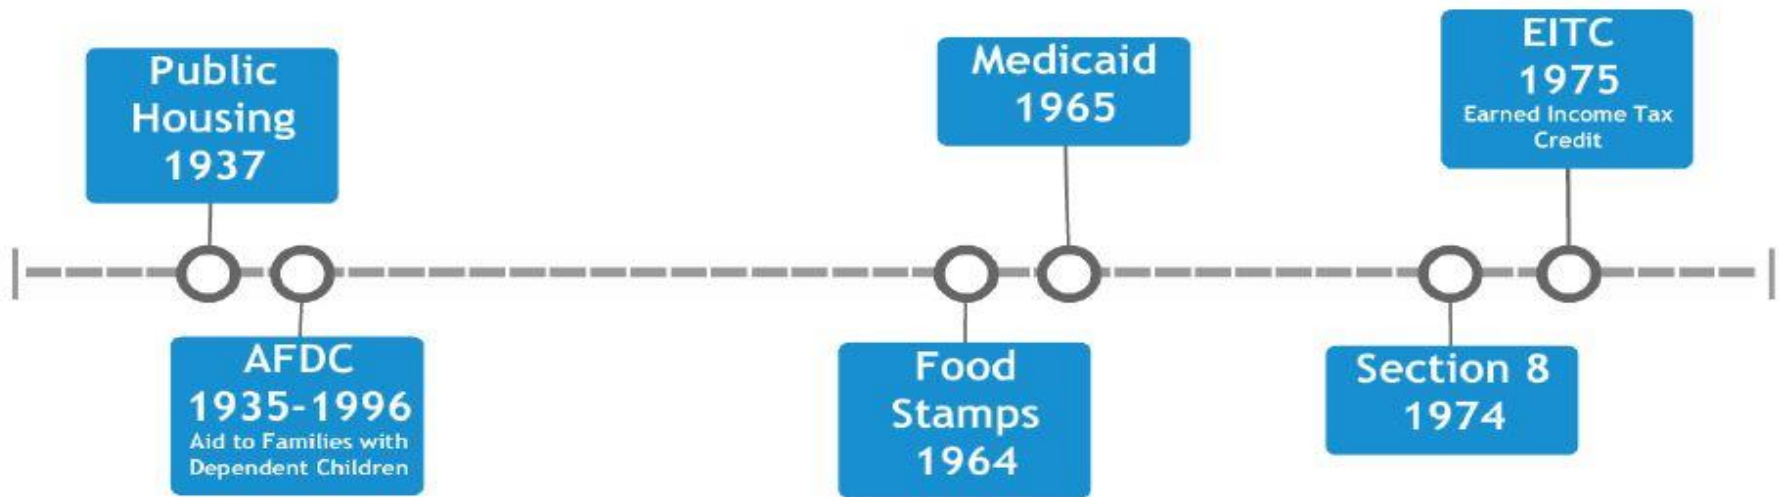 Public
Housing
1937
AFDC
1935-1996
Aid to Families with
Dependent Children
Food
Stamps
1964
Medicaid
1965
Section 8
1974
EITC
1975
Earned Income Tax
Credit